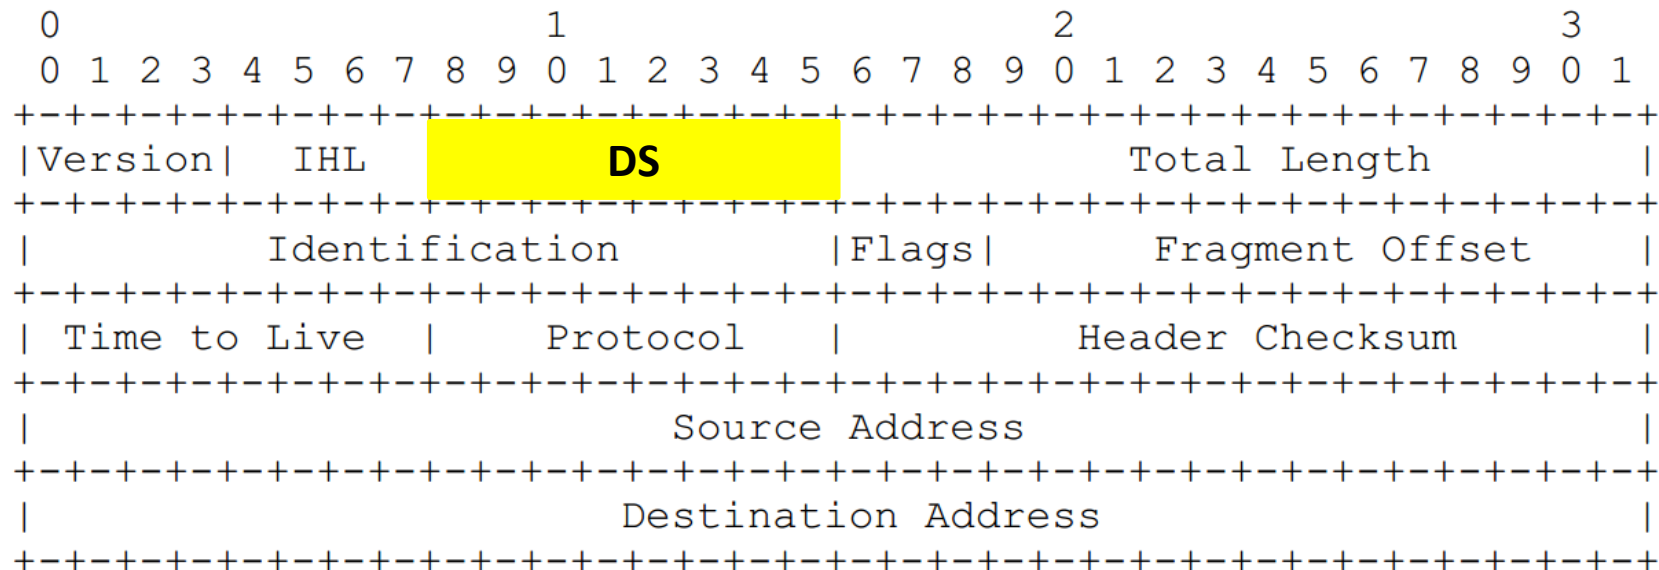 0 1 2 3
0 1 2 3 4 5 6 7 8 9 0 1 2 3 4 5 6 7 8 9 0 1 2 3 4 5 6 7 8 9 0 1
+-+-+-+-+-+-+-+-+-+-+-+-+-+-+-+-+-+-+-+-+-+-+-+-+-+-+-+-+-+-+-+-+
|Version| IHL DS Total Length |
+-+-+-+-+-+-+-+-+-+-+-+-+-+-+-+-+-+-+-+-+-+-+-+-+-+-+-+-+-+-+-+-+
| Identification |Flags| Fragment Offset |
+-+-+-+-+-+-+-+-+-+-+-+-+-+-+-+-+-+-+-+-+-+-+-+-+-+-+-+-+-+-+-+-+
| Time to Live | Protocol | Header Checksum |
+-+-+-+-+-+-+-+-+-+-+-+-+-+-+-+-+-+-+-+-+-+-+-+-+-+-+-+-+-+-+-+-+
| Source Address |
+-+-+-+-+-+-+-+-+-+-+-+-+-+-+-+-+-+-+-+-+-+-+-+-+-+-+-+-+-+-+-+-+
| Destination Address |
+-+-+-+-+-+-+-+-+-+-+-+-+-+-+-+-+-+-+-+-+-+-+-+-+-+-+-+-+-+-+-+-+